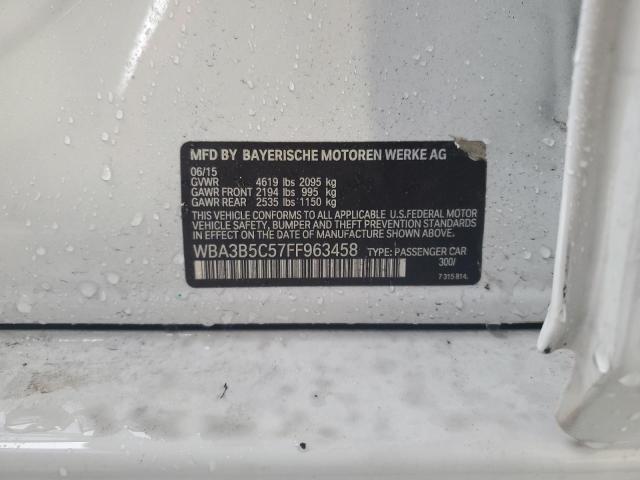 MFD BY BAYERISCHE MOTOREN WERKE AG
06/15
GVWR 4619 lbs 2095 kg
GAWR FRONT 2194 lbs 995 kg
GAWR REAR 2535 lbs 1150 kg
THIS VEHICLE CONFORMS TO ALL APPLICABLE U.S.FEDERAL MOTOR
VEHICLE SAFETY, BUMPER, AND THEFT PREVENTION STANDARDS
IN EFFECT ON THE DATE OF MANUFACTURE SHOWN ABOVE.
WBA3B5C57FF963458 TYPE: PASSENGER CAR
300/
7 315 814.